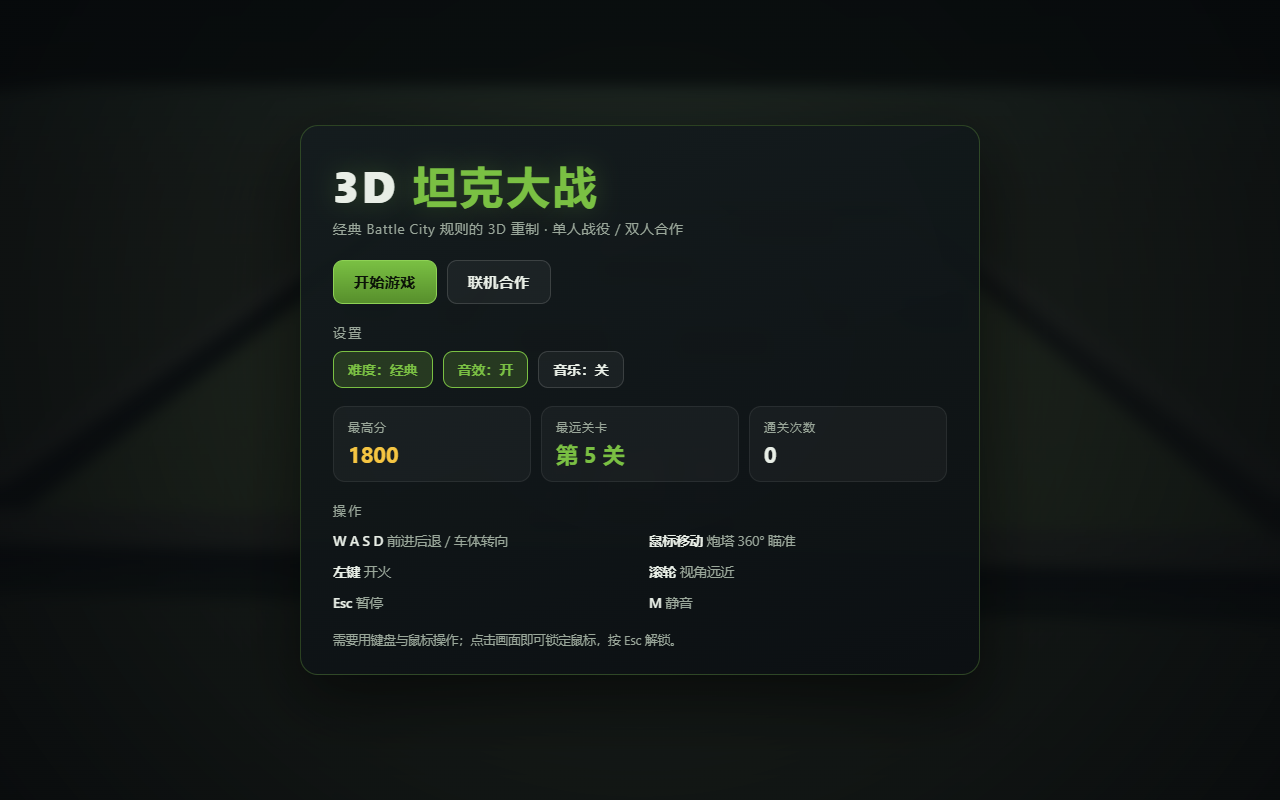 3D 坦克大战
经典 Battle City 规则的 3D 重制 · 单人战役 / 双人合作
开始游戏 联机合作
设置
难度：经典 音效：开 音乐：关
最高分 最远关卡 通关次数
1800 第 5 关 0
操作
W A S D 前进后退 / 车体转向 鼠标移动 炮塔 360° 瞄准
左键 开火 滚轮 视角远近
Esc 暂停 M 静音
需要用键盘与鼠标操作；点击画面即可锁定鼠标，按 Esc 解锁。